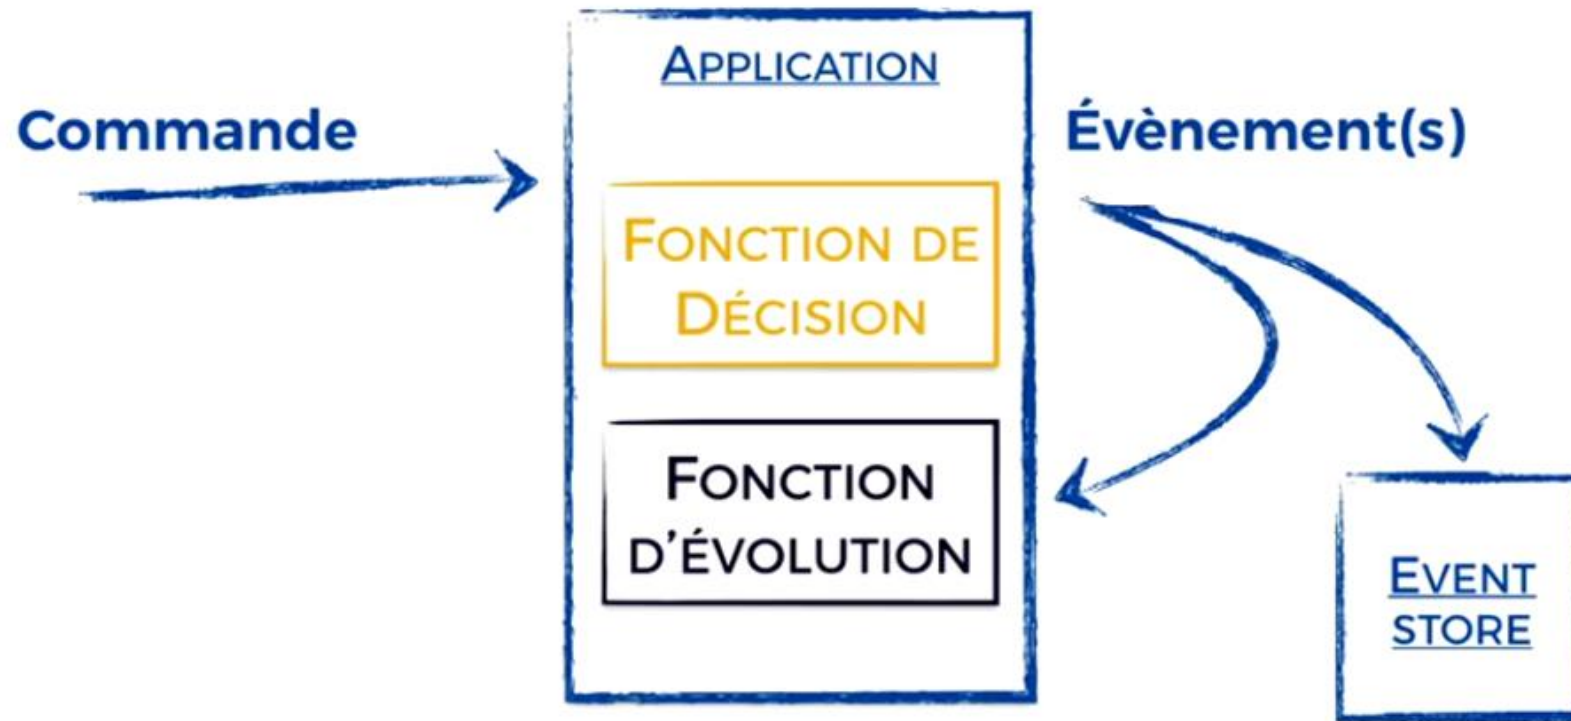 APPLICATION
Commande
Évènement(s)
FONCTION DE
DÉCISION
FONCTION
D'ÉVOLUTION
EVENT
STORE